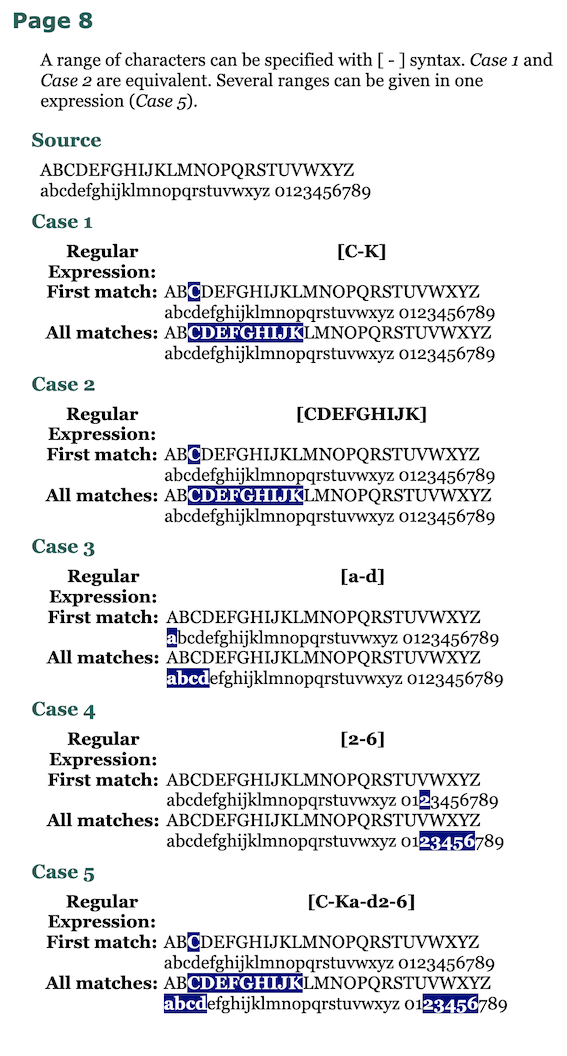 Page 8
A range of characters can be specified with [ - ] syntax. Case 1 and
Case 2 are equivalent. Several ranges can be given in one
expression (Case 5).
Source
ABCDEFGHIJKLMNOPQRSTUVWXYZ
abcdefghijklmnopqrstuvwxyz 0123456789
Case 1
Regular Expression: [C-K]
First match: ABCDEFGHIJKLMNOPQRSTUVWXYZ
abcdefghijklmnopqrstuvwxyz 0123456789
All matches: ABCDEFGHIJKLMNOPQRSTUVWXYZ
abcdefghijklmnopqrstuvwxyz 0123456789
Case 2
Regular Expression: [CDEFGHIJK]
First match: ABCDEFGHIJKLMNOPQRSTUVWXYZ
abcdefghijklmnopqrstuvwxyz 0123456789
All matches: ABCDEFGHIJKLMNOPQRSTUVWXYZ
abcdefghijklmnopqrstuvwxyz 0123456789
Case 3
Regular Expression: [a-d]
First match: ABCDEFGHIJKLMNOPQRSTUVWXYZ
abcdefghijklmnopqrstuvwxyz 0123456789
All matches: ABCDEFGHIJKLMNOPQRSTUVWXYZ
abcdefghijklmnopqrstuvwxyz 0123456789
Case 4
Regular Expression: [2-6]
First match: ABCDEFGHIJKLMNOPQRSTUVWXYZ
abcdefghijklmnopqrstuvwxyz 0123456789
All matches: ABCDEFGHIJKLMNOPQRSTUVWXYZ
abcdefghijklmnopqrstuvwxyz 0123456789
Case 5
Regular Expression: [C-Ka-d2-6]
First match: ABCDEFGHIJKLMNOPQRSTUVWXYZ
abcdefghijklmnopqrstuvwxyz 0123456789
All matches: ABCDEFGHIJKLMNOPQRSTUVWXYZ
abcdefghijklmnopqrstuvwxyz 0123456789